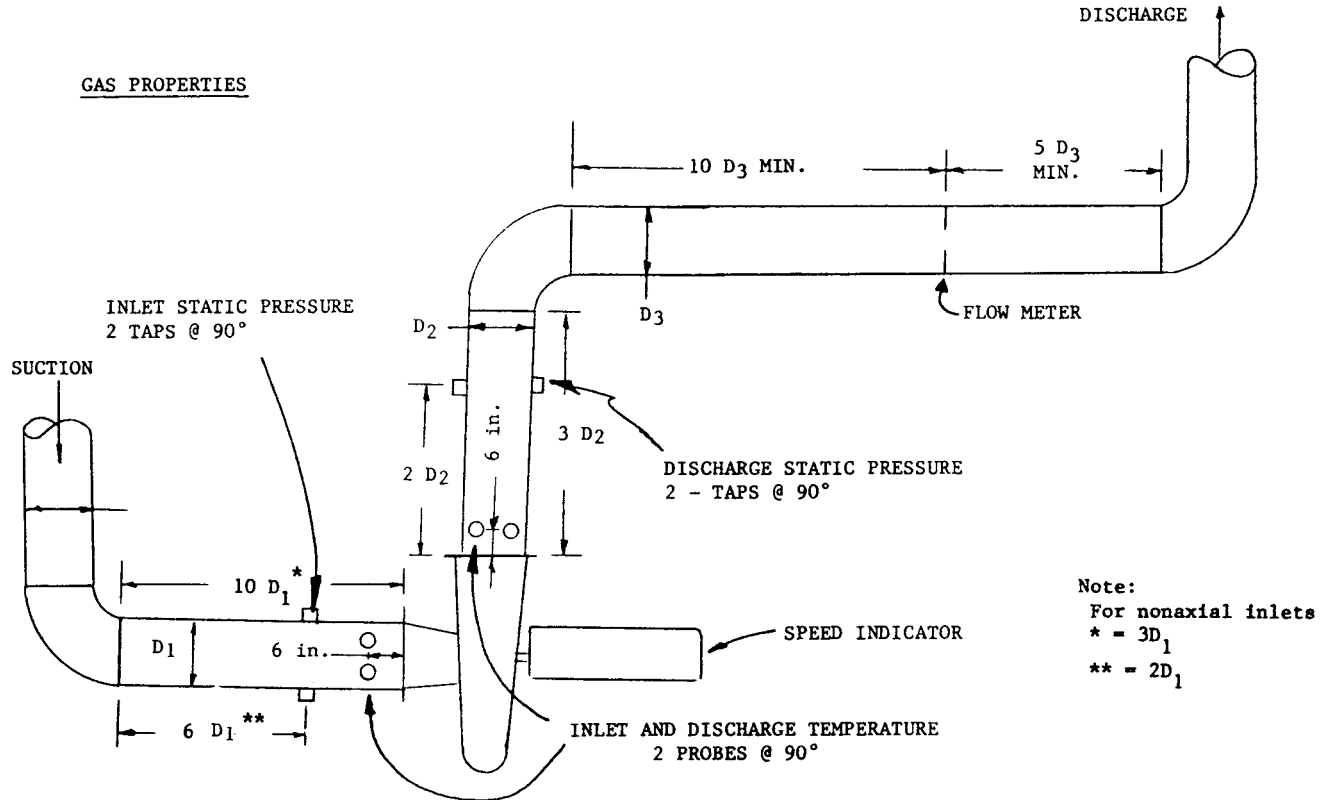 DISCHARGE
GAS PROPERTIES
10 D3 MIN.
5 D3
MIN.
INLET STATIC PRESSURE
2 TAPS @ 90°
D2
D3
FLOW METER
SUCTION
6 in.
3 D2
2 D2
DISCHARGE STATIC PRESSURE
2 - TAPS @ 90°
10 D1*
Note:
For nonaxial inlets
* = 3D1
** = 2D1
D1
6 in.
SPEED INDICATOR
6 D1**
INLET AND DISCHARGE TEMPERATURE
2 PROBES @ 90°